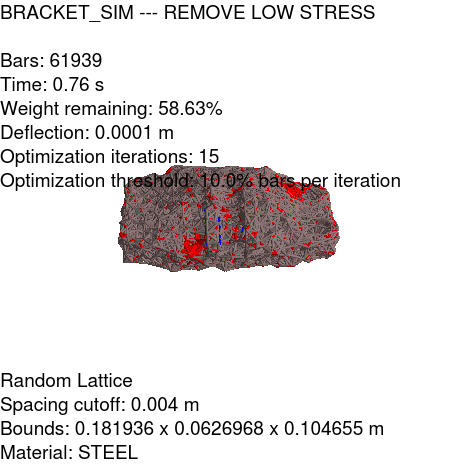 BRACKET_SIM --- REMOVE LOW STRESS
Bars: 61939
Time: 0.76 s
Weight remaining: 58.63%
Deflection: 0.0001 m
Optimization iterations: 15
Optimization threshold: 10.0% bars per iteration
Random Lattice
Spacing cutoff: 0.004 m
Bounds: 0.181936 x 0.0626968 x 0.104655 m
Material: STEEL